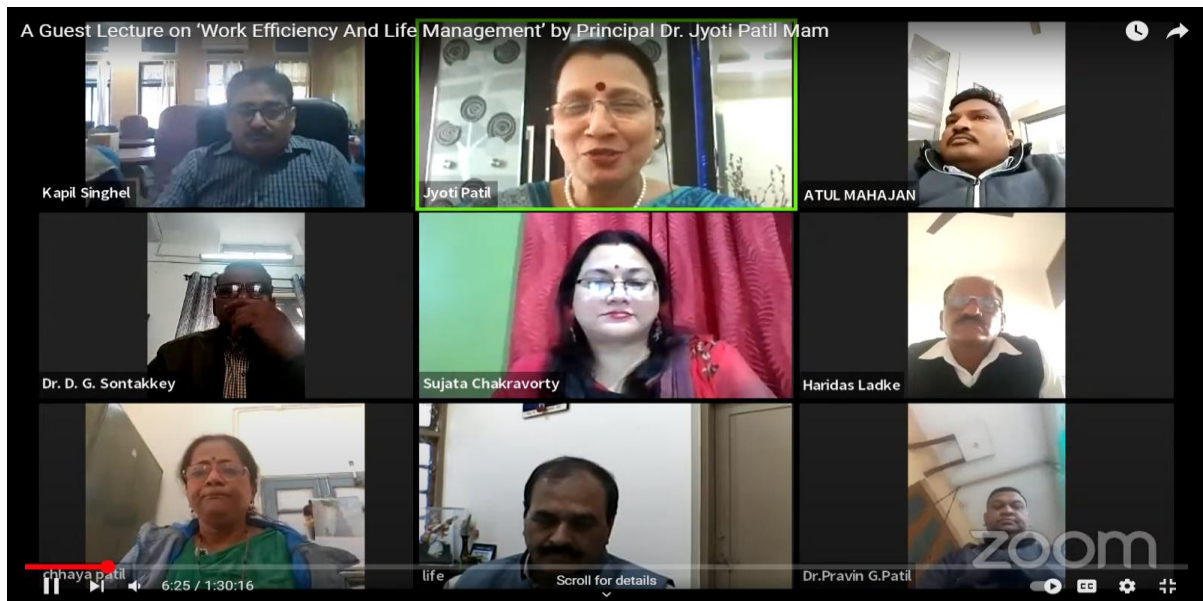 A Guest Lecture on ‘Work Efficiency And Life Management’ by Principal Dr. Jyoti Patil Mam
Kapil Singhel
Jyoti Patil
ATUL MAHAJAN
Dr. D. G. Sontakkey
Sujata Chakravorty
Haridas Ladke
chhaya patil
life
Dr.Pravin G.Patil
zoom
6:25 / 1:30:16
Scroll for details
CC